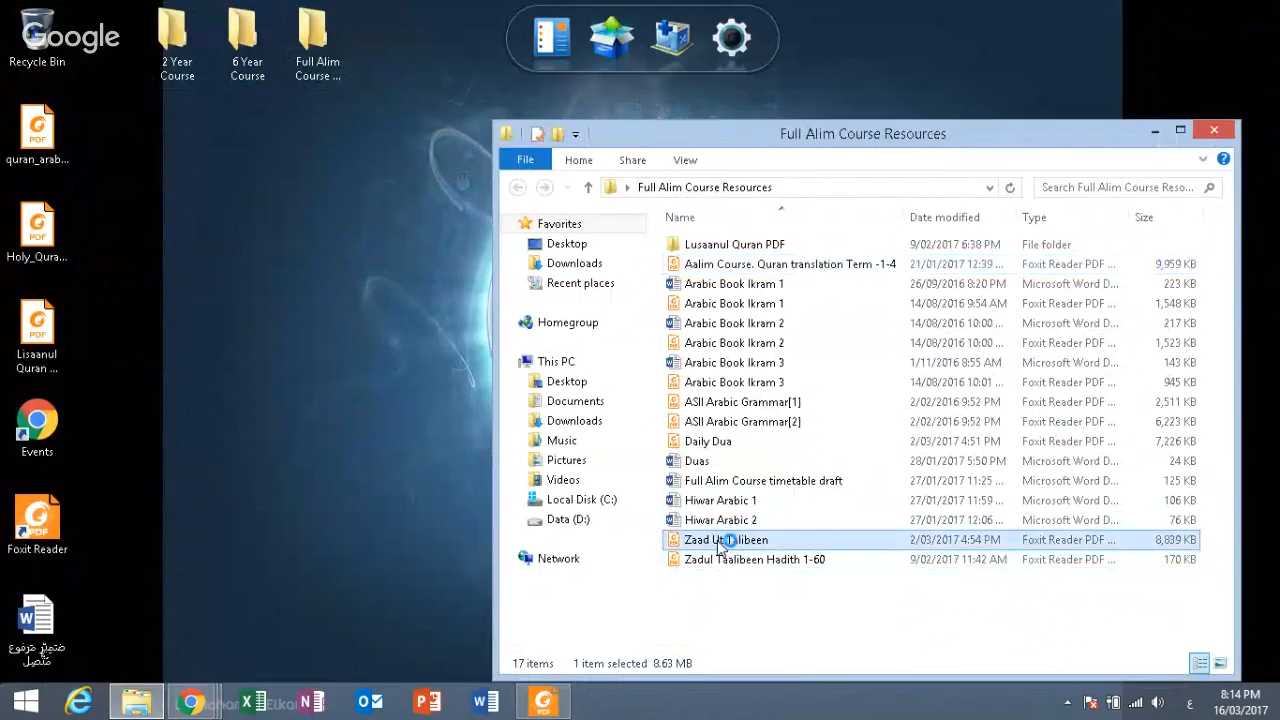 Google
Recycle Bin
2 Year
Course
6 Year
Course
Full Alim
Course ...
quran_arab...
Holy_Qura...
Lisaanul
Quran ...
Events
Foxit Reader
Full Alim Course Resources
File
Home
Share
View
Full Alim Course Resources
Search Full Alim Course Reso...
Favorites
Desktop
Downloads
Recent places
Homegroup
This PC
Desktop
Documents
Downloads
Music
Pictures
Videos
Local Disk (C:)
Data (D:)
Network
Name Date modified Type Size
Lusaanul Quran PDF 9/02/2017 6:38 PM File folder
Aalim Course. Quran translation Term -1-4 21/01/2017 12:39 ... Foxit Reader PDF ... 9,959 KB
Arabic Book Ikram 1 26/09/2016 8:20 PM Microsoft Word D... 223 KB
Arabic Book Ikram 1 14/08/2016 9:54 AM Foxit Reader PDF ... 1,548 KB
Arabic Book Ikram 2 14/08/2016 10:00 ... Microsoft Word D... 217 KB
Arabic Book Ikram 2 14/08/2016 10:00 ... Foxit Reader PDF ... 1,523 KB
Arabic Book Ikram 3 1/11/2016 8:55 AM Microsoft Word D... 143 KB
Arabic Book Ikram 3 14/08/2016 10:01 ... Foxit Reader PDF ... 945 KB
ASII Arabic Grammar[1] 2/02/2016 9:52 PM Foxit Reader PDF ... 2,511 KB
ASII Arabic Grammar[2] 2/02/2016 9:52 PM Foxit Reader PDF ... 6,223 KB
Daily Dua 2/03/2017 4:51 PM Foxit Reader PDF ... 7,226 KB
Duas 28/01/2017 5:50 PM Microsoft Word D... 24 KB
Full Alim Course timetable draft 27/01/2017 11:25 ... Microsoft Word D... 125 KB
Hiwar Arabic 1 27/01/2017 11:59 ... Microsoft Word D... 106 KB
Hiwar Arabic 2 27/01/2017 12:06 ... Microsoft Word D... 76 KB
Zaad Ut Talibeen 2/03/2017 4:54 PM Foxit Reader PDF ... 8,839 KB
Zadul Taalibeen Hadith 1-60 9/02/2017 11:42 AM Foxit Reader PDF ... 170 KB
17 items 1 item selected 8.63 MB
8:14 PM
16/03/2017